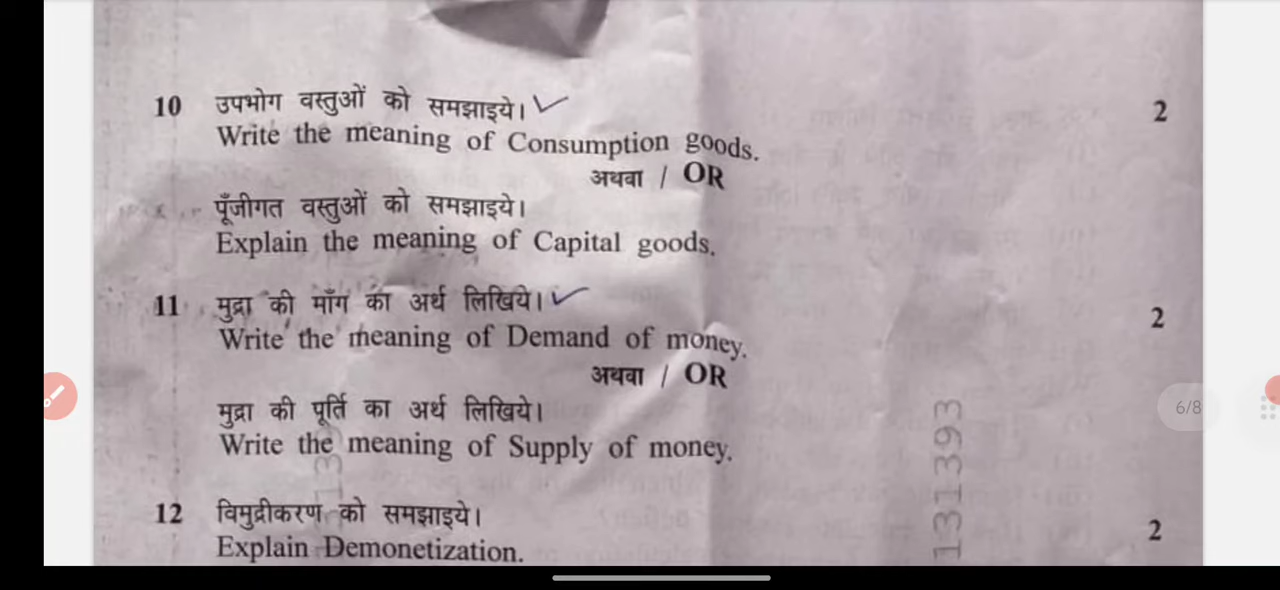 10 उपभोग वस्तुओं को समझाइये। 2
Write the meaning of Consumption goods.
अथवा / OR
पूँजीगत वस्तुओं को समझाइये।
Explain the meaning of Capital goods.
11 मुद्रा की माँग का अर्थ लिखिये। 2
Write the meaning of Demand of money.
अथवा / OR
मुद्रा की पूर्ति का अर्थ लिखिये।
Write the meaning of Supply of money.
12 विमुद्रीकरण को समझाइये। 2
Explain Demonetization.
6/8
131393